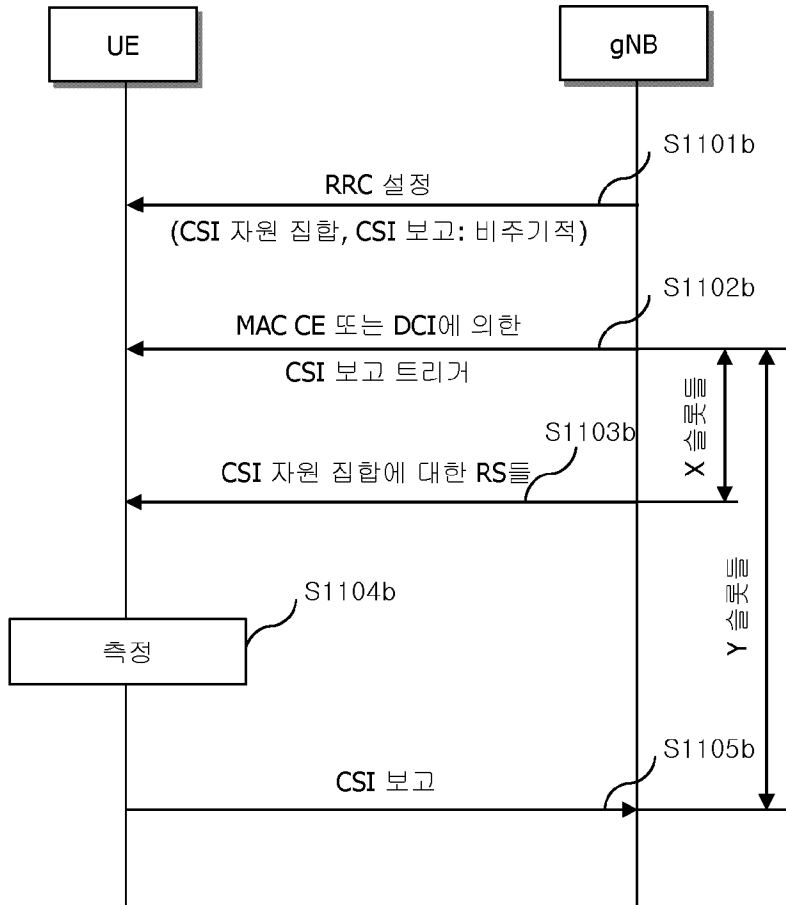 UE
gNB
S1101b
RRC 설정
(CSI 자원 집합, CSI 보고: 비주기적)
S1102b
MAC CE 또는 DCI에 의한
CSI 보고 트리거
X 슬롯들
S1103b
CSI 자원 집합에 대한 RS들
S1104b
측정
Y 슬롯들
S1105b
CSI 보고